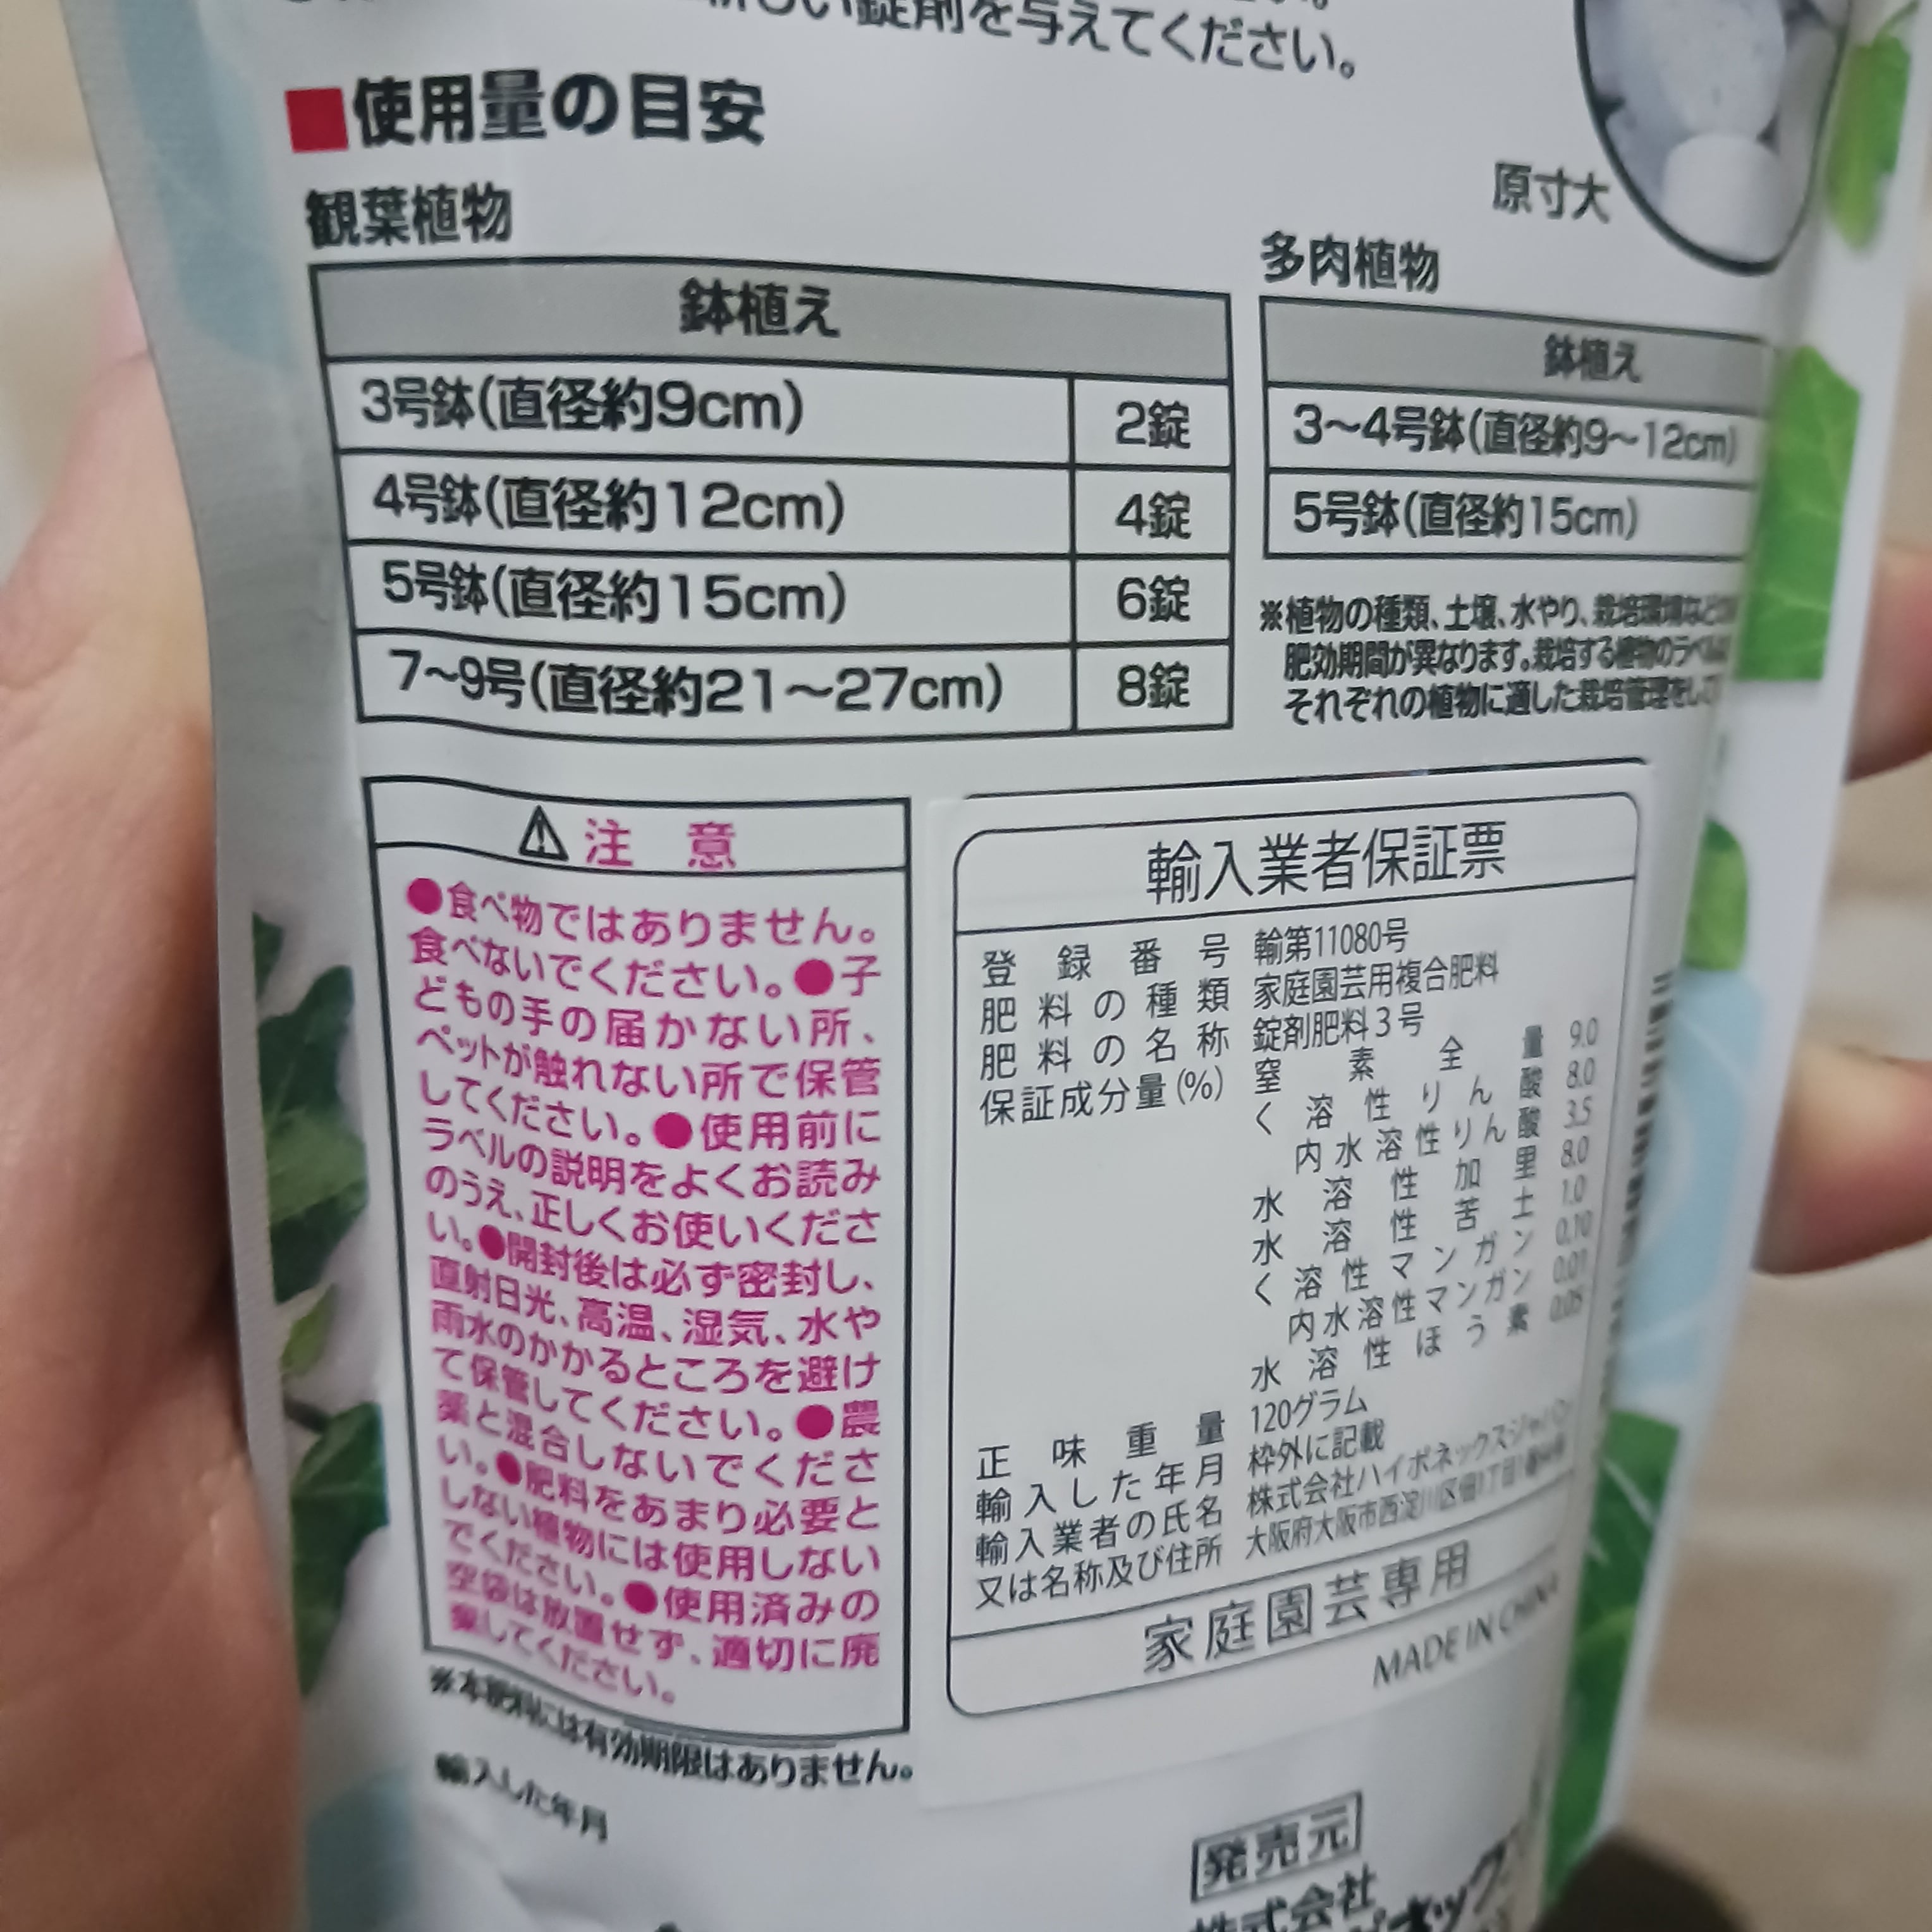 しい錠剤を与えてください。
■使用量の目安
原寸大
観葉植物
鉢植え
3号鉢(直径約9cm) 2錠
4号鉢(直径約12cm) 4錠
5号鉢(直径約15cm) 6錠
7〜9号(直径約21〜27cm) 8錠
多肉植物
鉢植え
3〜4号鉢(直径約9〜12cm)
5号鉢(直径約15cm)
※植物の種類、土壌、水やり、栽培環境など
肥効期間が異なります。栽培する植物のラベル
それぞれの植物に適した栽培管理をし
⚠注意
●食べ物ではありません。
食べないでください。●子
どもの手の届かない所、
ペットが触れない所で保管
してください。●使用前に
ラベルの説明をよくお読み
のうえ、正しくお使いくださ
い。●開封後は必ず密封し、
直射日光、高温、湿気、水や
雨水のかかるところを避け
て保管してください。●農
薬と混合しないでくださ
い。●肥料をあまり必要と
しない植物には使用しない
でください。●使用済みの
空袋は放置せず、適切に廃
棄してください。
※本肥料には有効期限はありません。
輸入した年月
輸入業者保証票
登録番号 輸第11080号
肥料の種類 家庭園芸用複合肥料
肥料の名称 錠剤肥料3号
保証成分量(%) 窒素全量 9.0
く溶性りん酸 8.0
内水溶性りん酸 3.5
水溶性加里 8.0
水溶性苦土 1.0
く溶性マンガン 0.10
内水溶性マンガン 0.01
水溶性ほう素 0.05
正味重量 120グラム
輸入した年月 枠外に記載
輸入業者の氏名 株式会社ハイポネックスジャパン
又は名称及び住所 大阪府大阪市西淀川区佃1丁目
家庭園芸専用
MADE IN CHINA
発売元
株式会社